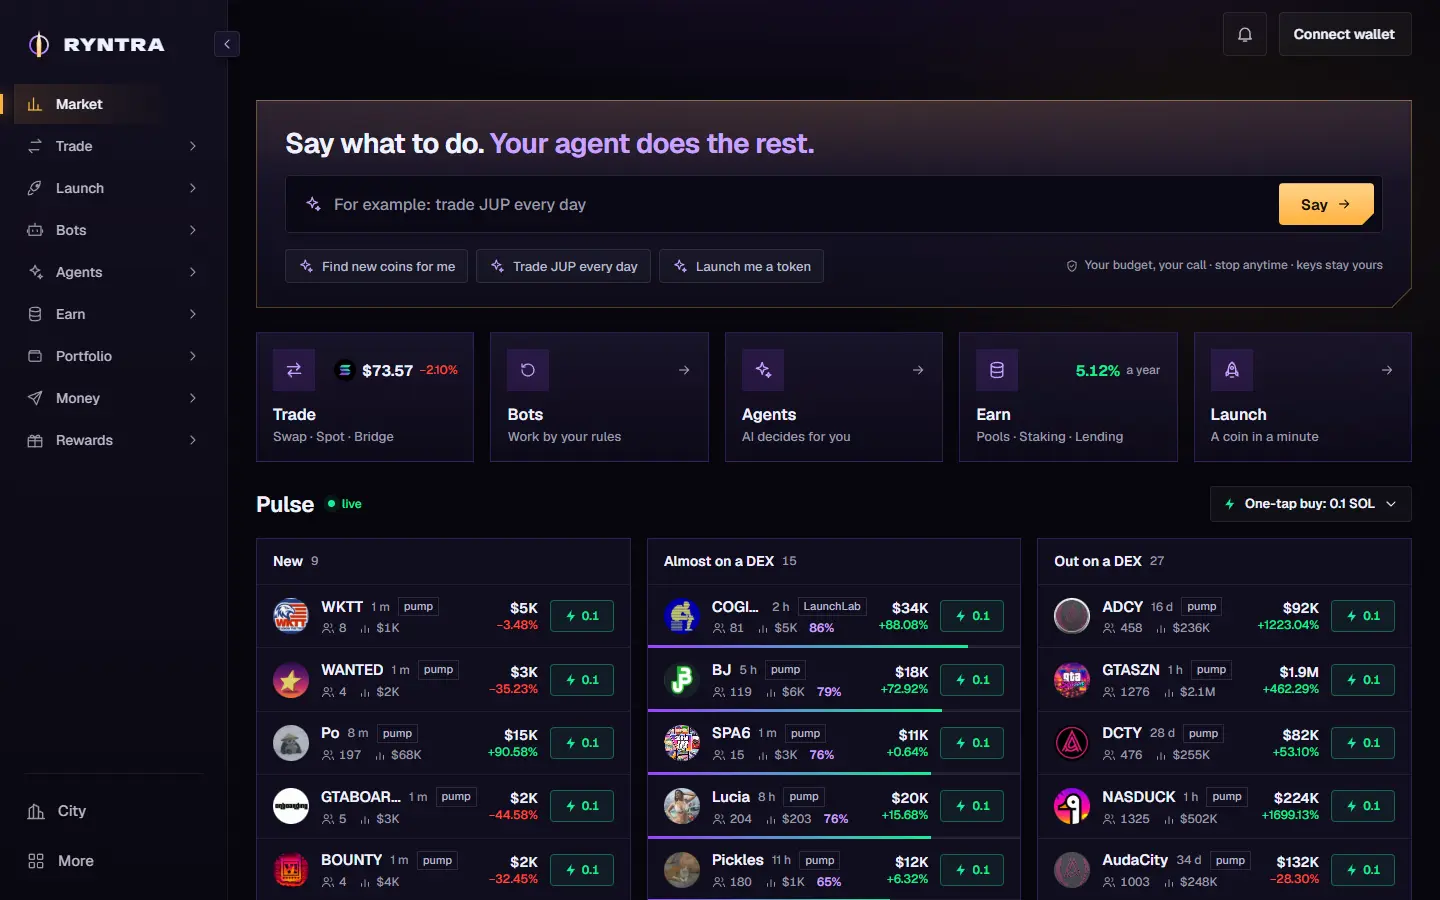 RYNTRA
Connect wallet
Market
Trade
Launch
Bots
Agents
Earn
Portfolio
Money
Rewards
City
More
Say what to do. Your agent does the rest.
For example: trade JUP every day
Say
Find new coins for me
Trade JUP every day
Launch me a token
Your budget, your call · stop anytime · keys stay yours
$73.57 −2.10%
Trade
Swap · Spot · Bridge
Bots
Work by your rules
Agents
AI decides for you
5.12% a year
Earn
Pools · Staking · Lending
Launch
A coin in a minute
Pulse live
One-tap buy: 0.1 SOL
New 9
WKTT 1 m pump $5K 0.1
8 $1K −3.48%
WANTED 1 m pump $3K 0.1
4 $2K −35.23%
Po 8 m pump $15K 0.1
197 $68K +90.58%
GTABOAR... 1 m pump $2K 0.1
5 $3K −44.58%
BOUNTY 1 m pump $2K 0.1
4 $4K −32.45%
Almost on a DEX 15
COGI... 2 h LaunchLab $34K 0.1
81 $5K 86% +88.08%
BJ 5 h pump $18K 0.1
119 $6K 79% +72.92%
SPA6 1 m pump $11K 0.1
15 $3K 76% +0.64%
Lucia 8 h pump $20K 0.1
204 $203 76% +15.68%
Pickles 11 h pump $12K 0.1
180 $1K 65% +6.32%
Out on a DEX 27
ADCY 16 d pump $92K 0.1
458 $236K +1223.04%
GTASZN 1 h pump $1.9M 0.1
1276 $2.1M +462.29%
DCTY 28 d pump $82K 0.1
476 $255K +53.10%
NASDUCK 1 h pump $224K 0.1
1325 $502K +1699.13%
AudaCity 34 d pump $132K 0.1
1003 $248K −28.30%